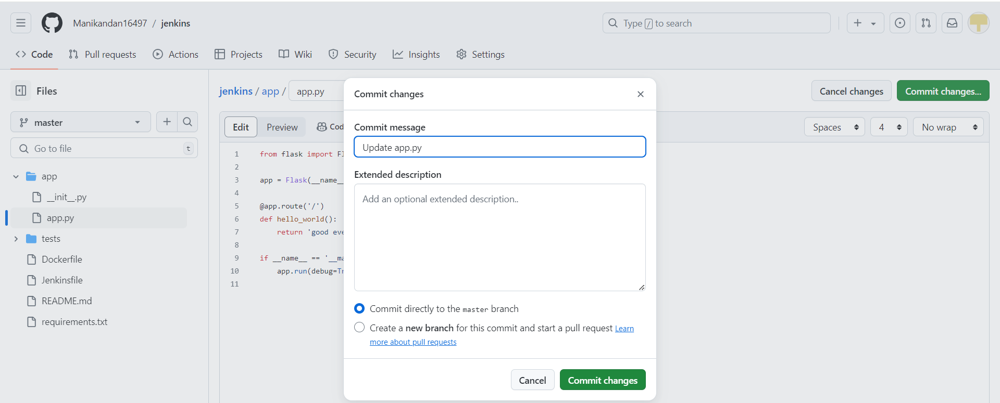 Manikandan16497 / jenkins
Type / to search
Code Pull requests Actions Projects Wiki Security Insights Settings
Files
master
Go to file t
app
__init__.py
app.py
tests
Dockerfile
Jenkinsfile
README.md
requirements.txt
jenkins / app / app.py
Cancel changes Commit changes...
Edit Preview Cod
Spaces 4 No wrap
1 from flask import Fl
2
3 app = Flask(__name__
4
5 @app.route('/')
6 def hello_world():
7 return 'good eve
8
9 if __name__ == '__ma
10 app.run(debug=Tr
11
Commit changes
Commit message
Update app.py
Extended description
Add an optional extended description..
Commit directly to the master branch
Create a new branch for this commit and start a pull request Learn
more about pull requests
Cancel Commit changes